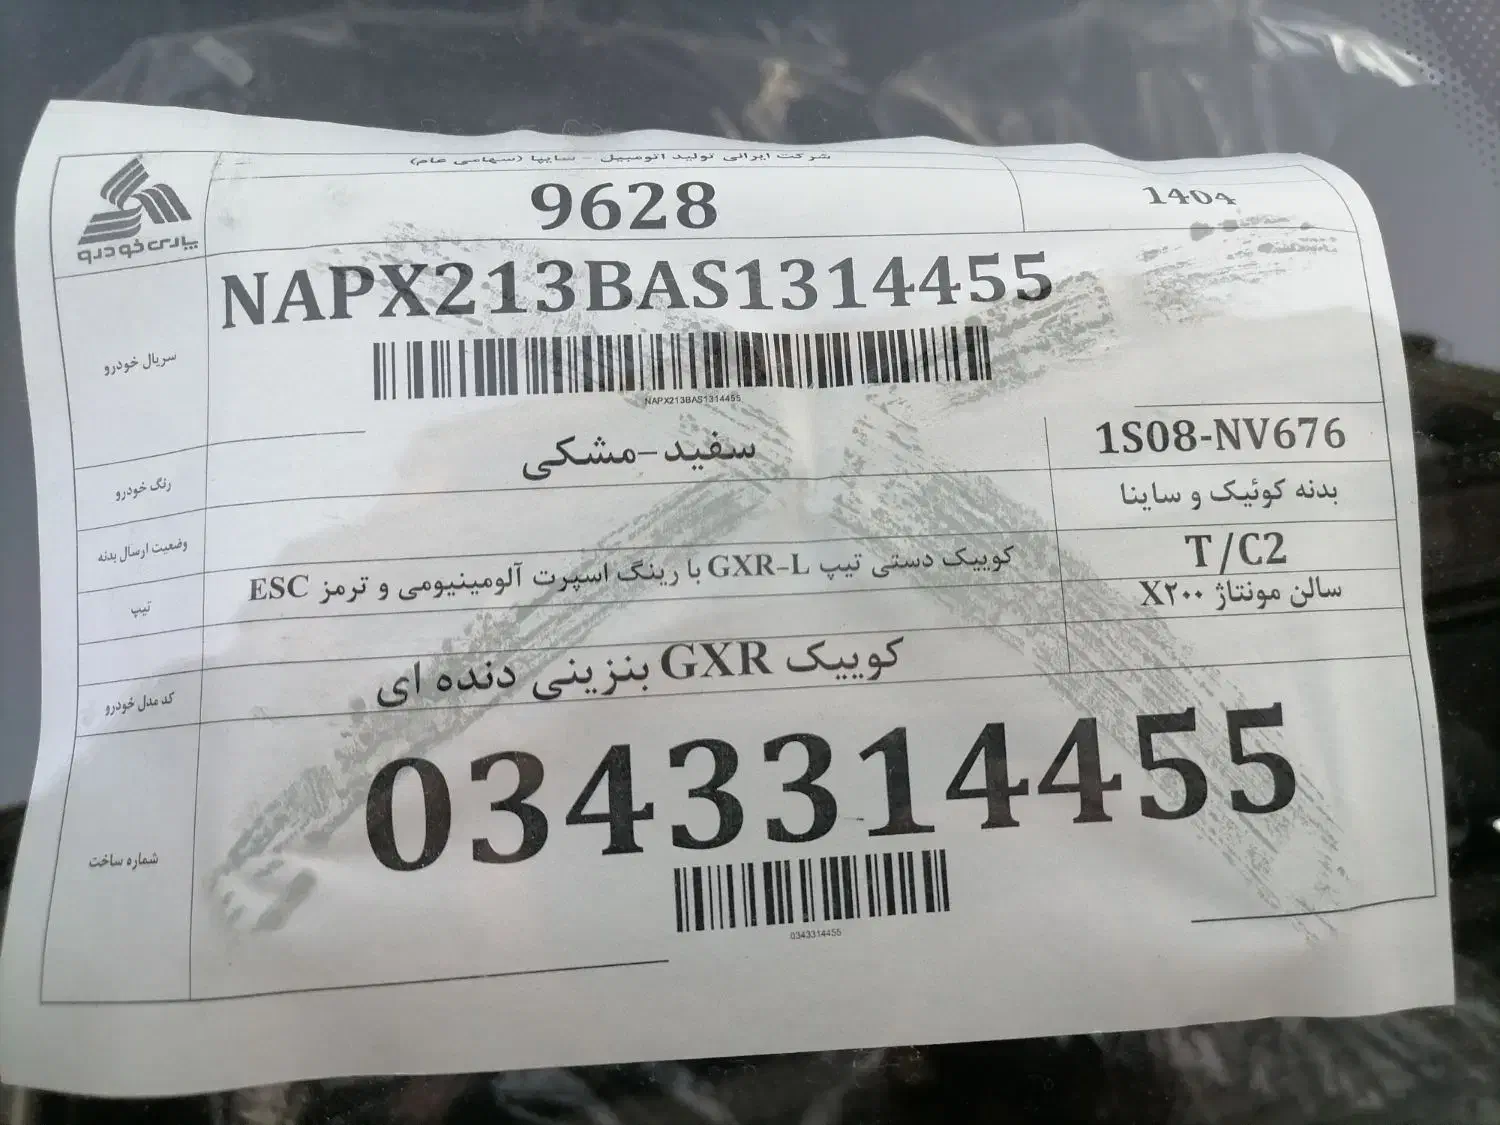 شرکت ایرانی تولید اتومبیل - سایپا (سهامی عام)
پارس خودرو
9628
1404
سریال خودرو
NAPX213BAS1314455
NAPX213BAS1314455
رنگ خودرو
سفید-مشکی
1S08-NV676
بدنه کوئیک و ساینا
وضعیت ارسال بدنه
T/C2
تیپ
کوییک دستی تیپ GXR-L با رینگ اسپرت آلومینیومی و ترمز ESC
سالن مونتاژ X۲۰۰
کد مدل خودرو
کوییک GXR بنزینی دنده ای
شماره ساخت
0343314455
0343314455